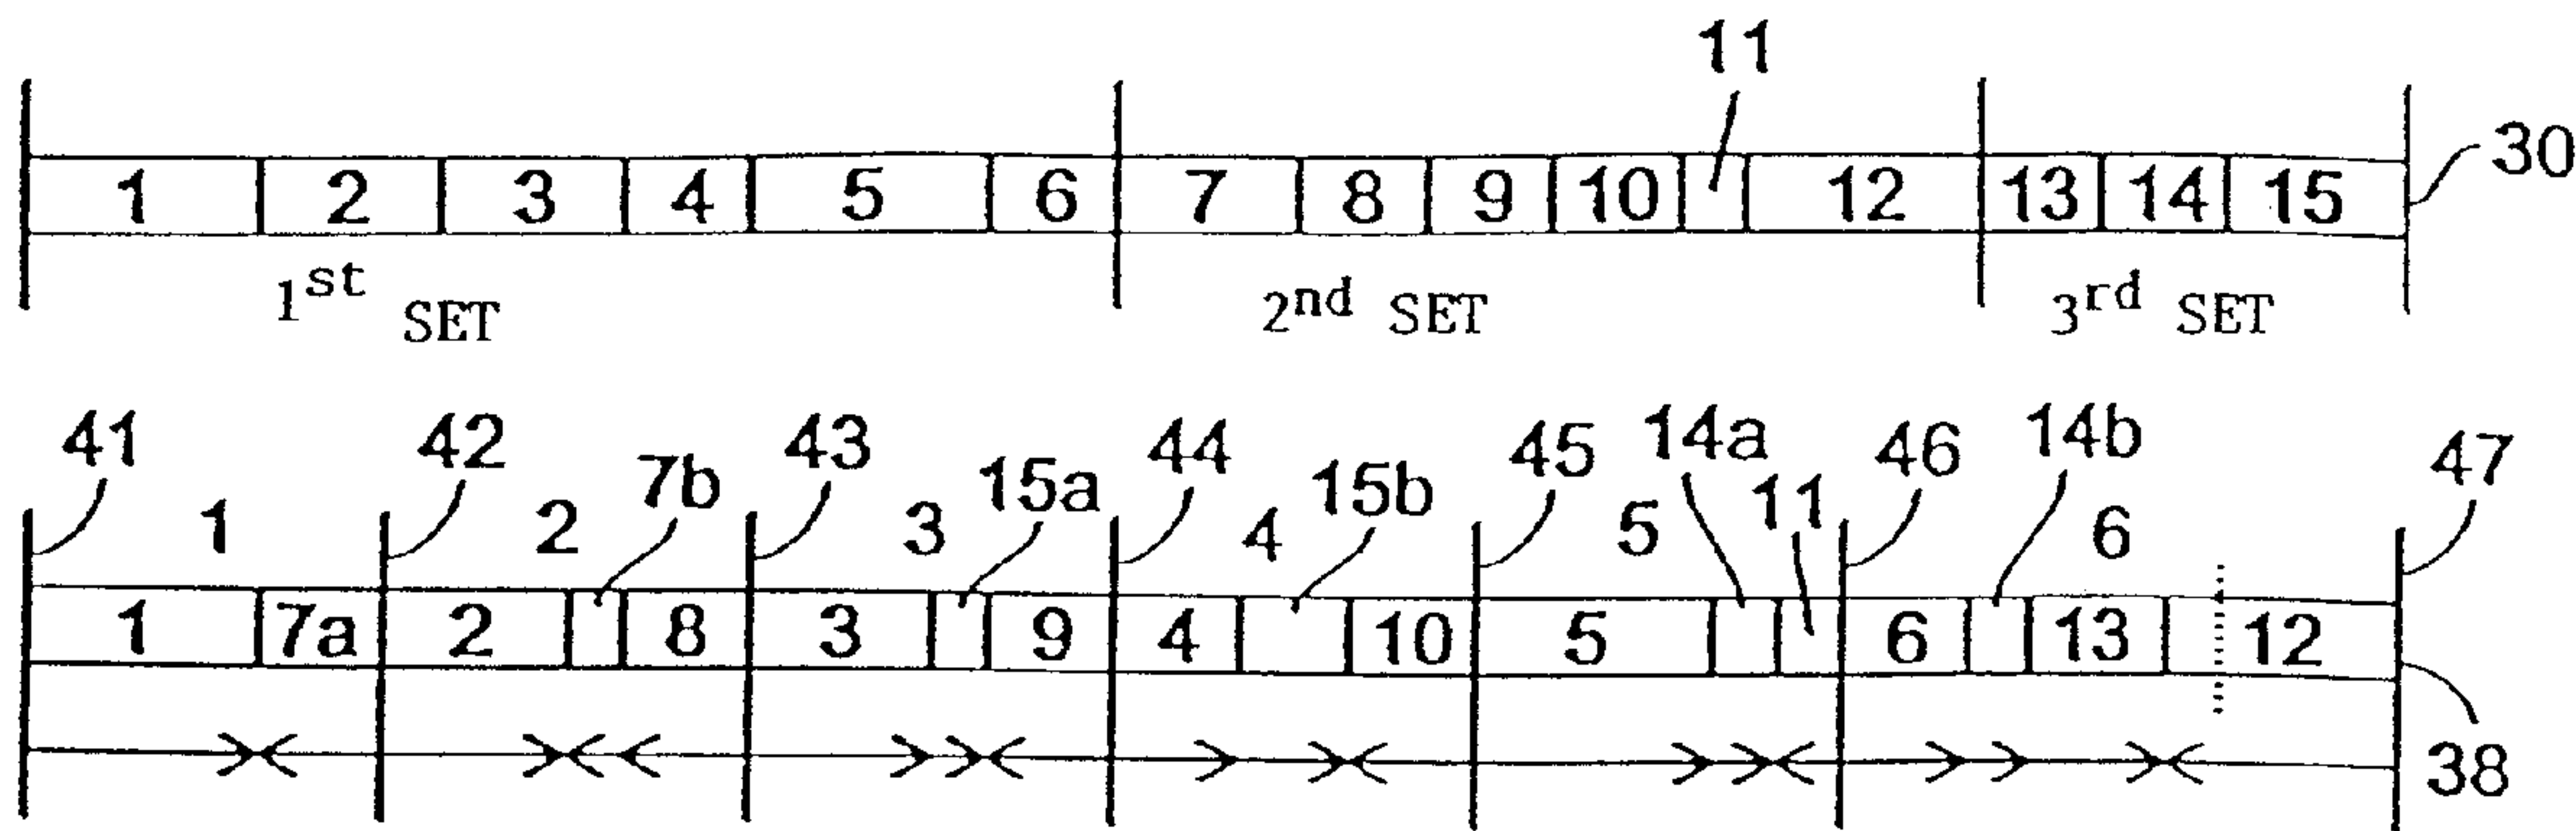 11
1 2 3 4 5 6 7 8 9 10 12 13 14 15 30
1st SET 2nd SET 3rd SET
41 42 43 44 45 14a 46 14b 47
1 2 7b 3 15a 4 15b 5 11 6
1 7a 2 8 3 9 4 10 5 6 13 12
38